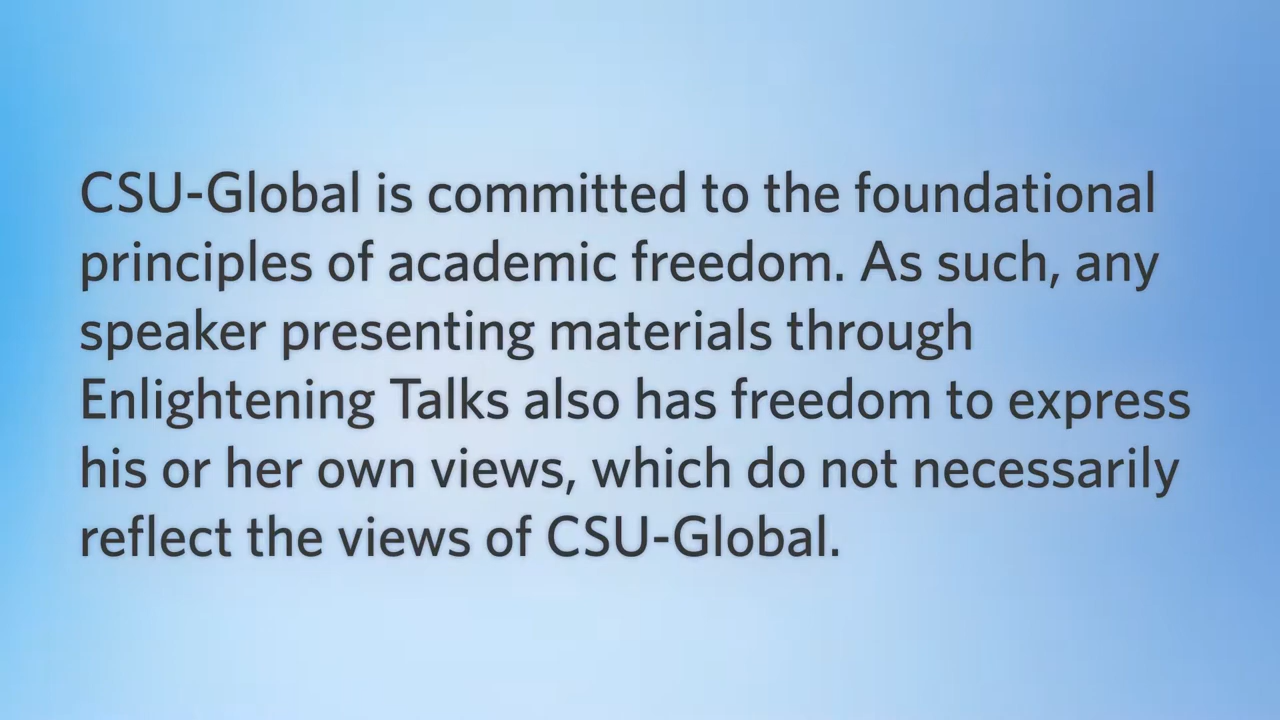 CSU-Global is committed to the foundational
principles of academic freedom. As such, any
speaker presenting materials through
Enlightening Talks also has freedom to express
his or her own views, which do not necessarily
reflect the views of CSU-Global.